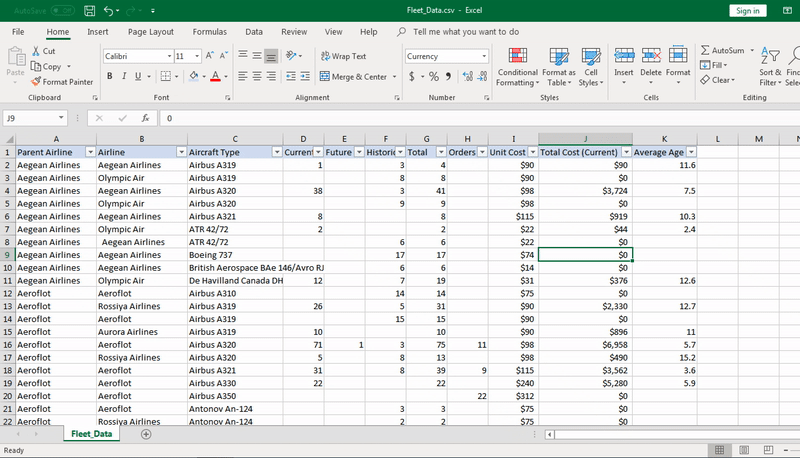 AutoSave Off Fleet_Data.csv - Excel Sign in
File Home Insert Page Layout Formulas Data Review View Help Tell me what you want to do
Paste Cut Copy Format Painter Calibri 11 A A Wrap Text Currency Conditional Formatting Format as Table Cell Styles Insert Delete Format AutoSum Fill Clear Sort & Filter
B I U Merge & Center $ %
Clipboard Font Alignment Number Styles Cells Editing
J9 fx 0
A B C D E F G H I J K L M N
1 Parent Airline Airline Aircraft Type Current Future Historic Total Orders Unit Cost Total Cost (Current) Average Age
2 Aegean Airlines Aegean Airlines Airbus A319 1 3 4 $90 $90 11.6
3 Aegean Airlines Olympic Air Airbus A319 8 8 $90 $0
4 Aegean Airlines Aegean Airlines Airbus A320 38 3 41 $98 $3,724 7.5
5 Aegean Airlines Olympic Air Airbus A320 9 9 $98 $0
6 Aegean Airlines Aegean Airlines Airbus A321 8 8 $115 $919 10.3
7 Aegean Airlines Olympic Air ATR 42/72 2 2 $22 $44 2.4
8 Aegean Airlines Aegean Airlines ATR 42/72 6 6 $22 $0
9 Aegean Airlines Aegean Airlines Boeing 737 17 17 $74 $0
10 Aegean Airlines Aegean Airlines British Aerospace BAe 146/Avro RJ 6 6 $14 $0
11 Aegean Airlines Olympic Air De Havilland Canada DH 12 7 19 $31 $376 12.6
12 Aeroflot Aeroflot Airbus A310 14 14 $75 $0
13 Aeroflot Rossiya Airlines Airbus A319 26 5 31 $90 $2,330 12.7
14 Aeroflot Aeroflot Airbus A319 15 15 $90 $0
15 Aeroflot Aurora Airlines Airbus A319 10 10 $90 $896 11
16 Aeroflot Aeroflot Airbus A320 71 1 3 75 11 $98 $6,958 5.7
17 Aeroflot Rossiya Airlines Airbus A320 5 8 13 $98 $490 15.2
18 Aeroflot Aeroflot Airbus A321 31 8 39 9 $115 $3,562 3.6
19 Aeroflot Aeroflot Airbus A330 22 22 $240 $5,280 5.9
20 Aeroflot Aeroflot Airbus A350 22 $312 $0
21 Aeroflot Aeroflot Antonov An-124 3 3 $75 $0
22 Aeroflot Rossiya Airlines Antonov An-124 2 2 $75 $0
Fleet_Data
Ready